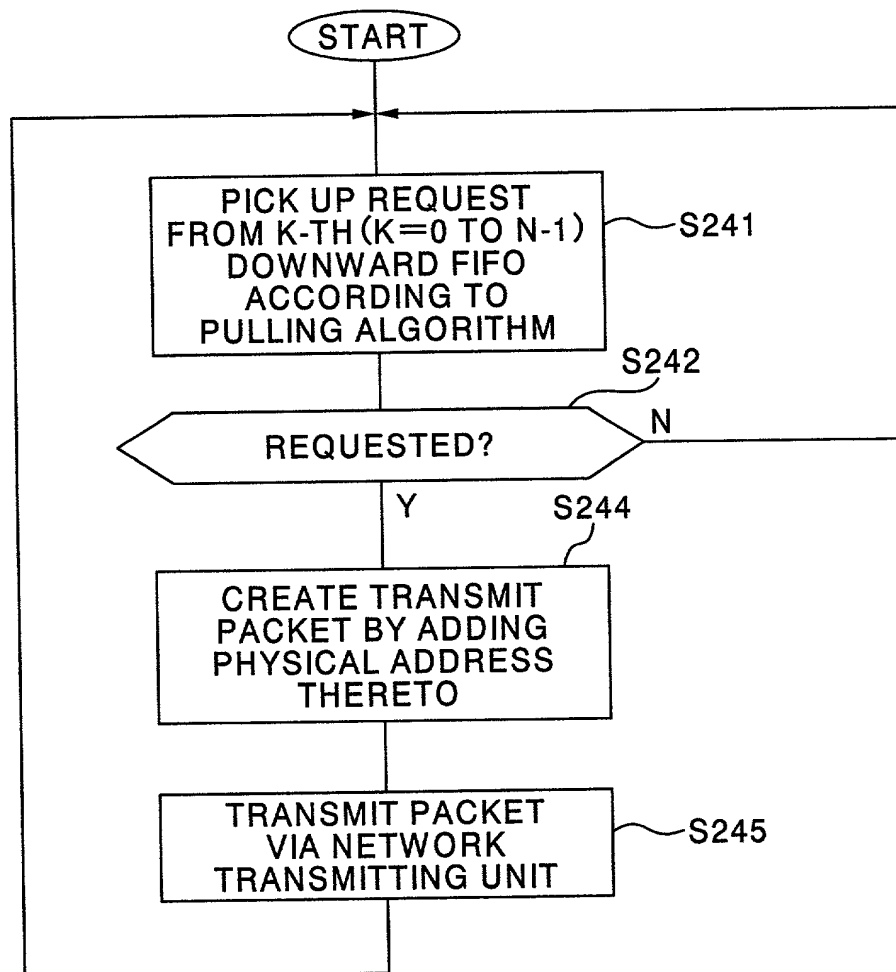 START
PICK UP REQUEST
FROM K-TH(K=0 TO N-1)
DOWNWARD FIFO
ACCORDING TO
PULLING ALGORITHM
S241
S242
REQUESTED?
N
Y
S244
CREATE TRANSMIT
PACKET BY ADDING
PHYSICAL ADDRESS
THERETO
TRANSMIT PACKET
VIA NETWORK
TRANSMITTING UNIT
S245